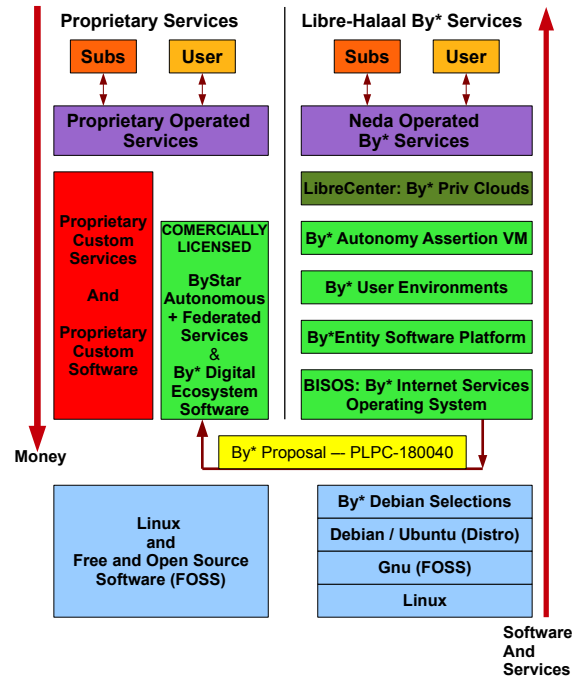 Proprietary Services
Subs
User
Proprietary Operated
Services
Proprietary
Custom
Services
And
Proprietary
Custom
Software
COMERCIALLY
LICENSED
ByStar
Autonomous
+ Federated
Services
&
By* Digital
Ecosystem
Software
Money
Libre-Halaal By* Services
Subs
User
Neda Operated
By* Services
LibreCenter: By* Priv Clouds
By* Autonomy Assertion VM
By* User Environments
By*Entity Software Platform
BISOS: By* Internet Services
Operating System
By* Proposal –- PLPC-180040
Linux
and
Free and Open Source
Software (FOSS)
By* Debian Selections
Debian / Ubuntu (Distro)
Gnu (FOSS)
Linux
Software
And
Services